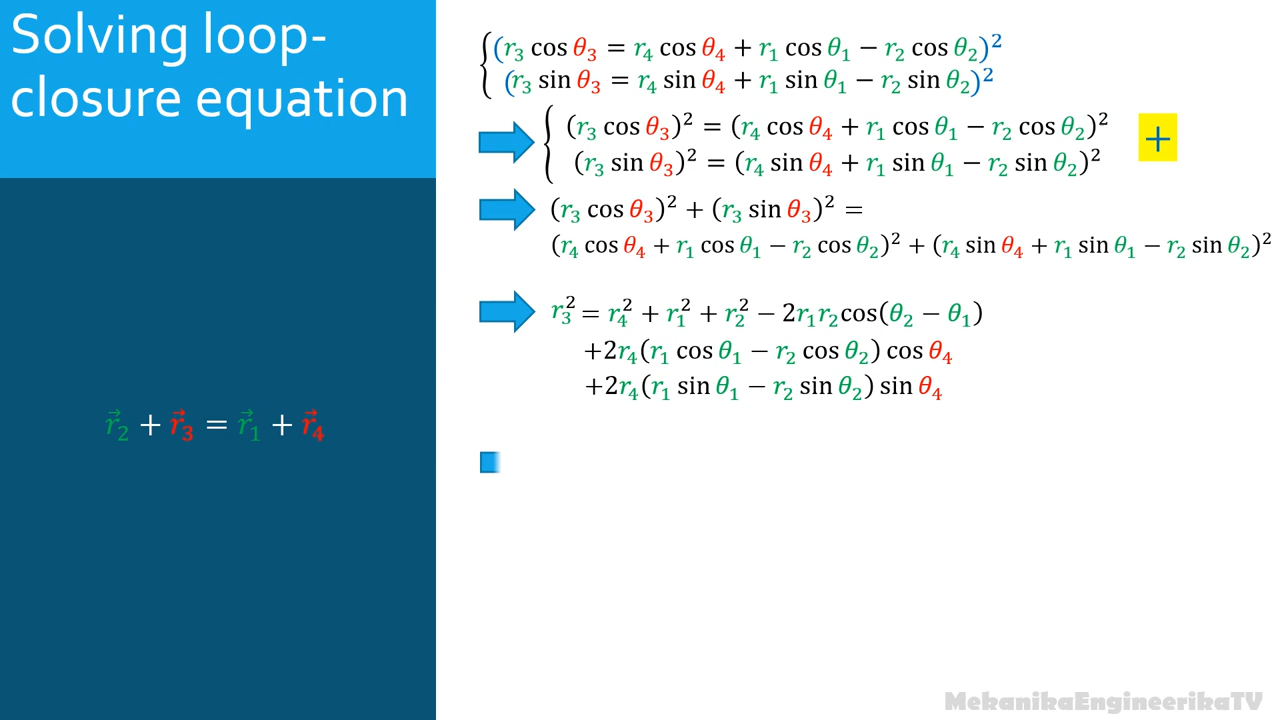 Solving loop-
closure equation
{(r₃ cos θ₃ = r₄ cos θ₄ + r₁ cos θ₁ − r₂ cos θ₂)²
(r₃ sin θ₃ = r₄ sin θ₄ + r₁ sin θ₁ − r₂ sin θ₂)²
{(r₃ cos θ₃)² = (r₄ cos θ₄ + r₁ cos θ₁ − r₂ cos θ₂)²
(r₃ sin θ₃)² = (r₄ sin θ₄ + r₁ sin θ₁ − r₂ sin θ₂)²
+
(r₃ cos θ₃)² + (r₃ sin θ₃)² =
(r₄ cos θ₄ + r₁ cos θ₁ − r₂ cos θ₂)² + (r₄ sin θ₄ + r₁ sin θ₁ − r₂ sin θ₂)²
r₃² = r₄² + r₁² + r₂² − 2r₁r₂cos(θ₂ − θ₁)
+2r₄(r₁ cos θ₁ − r₂ cos θ₂) cos θ₄
+2r₄(r₁ sin θ₁ − r₂ sin θ₂) sin θ₄
r⃗₂ + r⃗₃ = r⃗₁ + r⃗₄
MekanikaEngineerikaTV